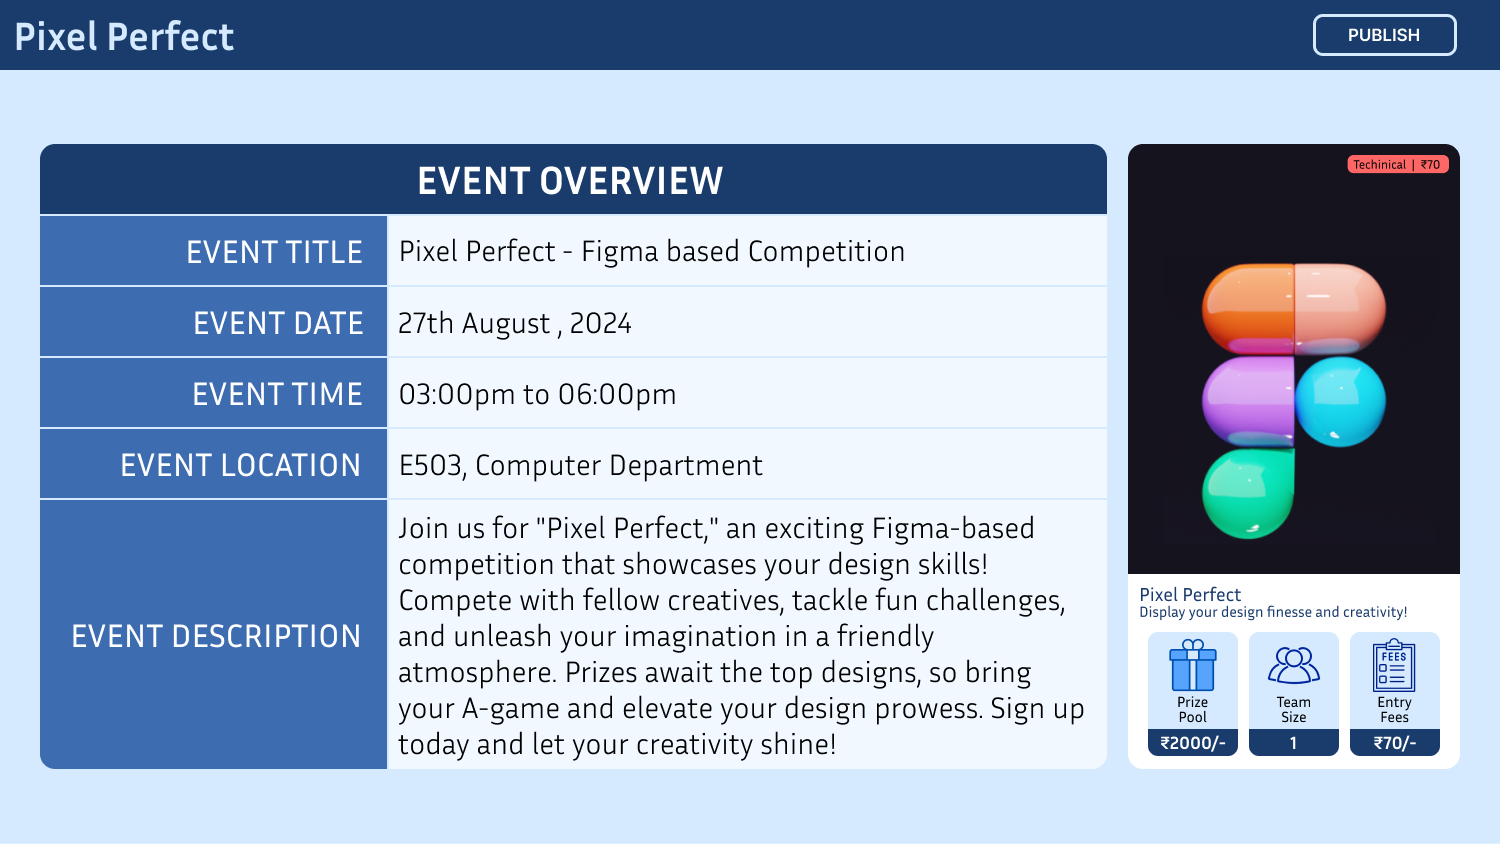 Pixel Perfect
PUBLISH
EVENT OVERVIEW
EVENT TITLE
Pixel Perfect - Figma based Competition
EVENT DATE
27th August , 2024
EVENT TIME
03:00pm to 06:00pm
EVENT LOCATION
E503, Computer Department
EVENT DESCRIPTION
Join us for "Pixel Perfect," an exciting Figma-based
competition that showcases your design skills!
Compete with fellow creatives, tackle fun challenges,
and unleash your imagination in a friendly
atmosphere. Prizes await the top designs, so bring
your A-game and elevate your design prowess. Sign up
today and let your creativity shine!
Techinical | ₹70
Pixel Perfect
Display your design finesse and creativity!
Prize
Pool
₹2000/-
Team
Size
1
FEES
Entry
Fees
₹70/-